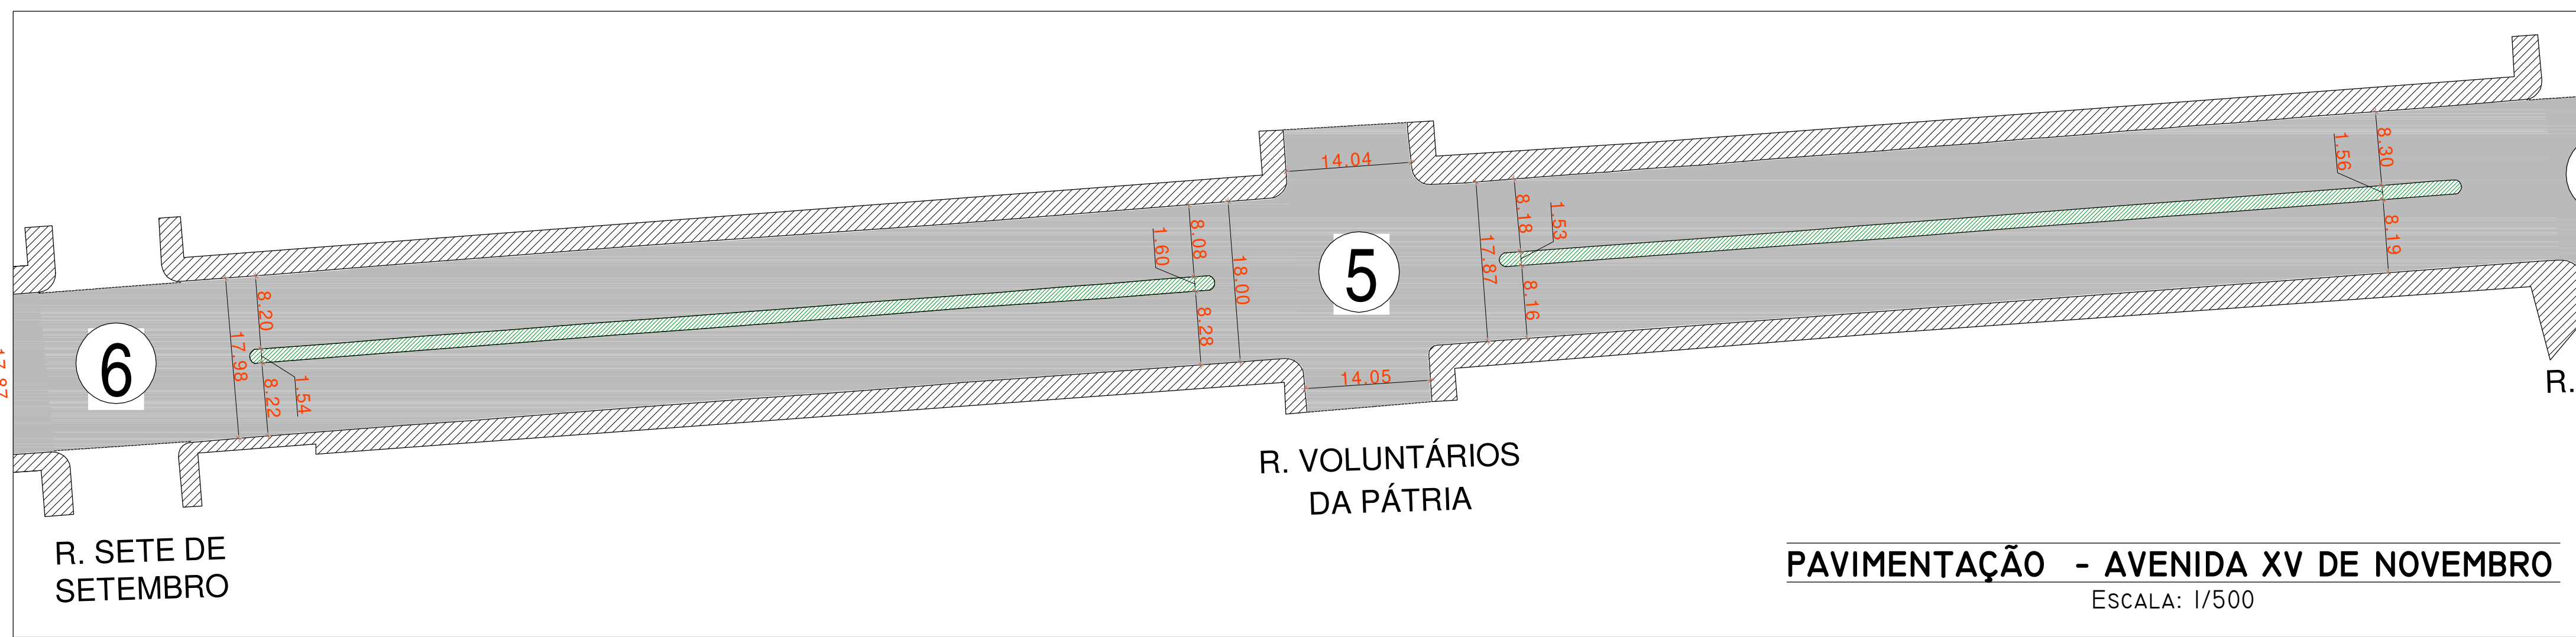 14.04
8.30
1.56
8.19
8.18
1.53
17.87
8.16
8.08
1.60
18.00
8.28
5
8.20
17.98
8.22
1.54
6
17.87
14.05
R.
R. VOLUNTÁRIOS
DA PÁTRIA
R. SETE DE
SETEMBRO
PAVIMENTAÇÃO - AVENIDA XV DE NOVEMBRO
ESCALA: 1/500